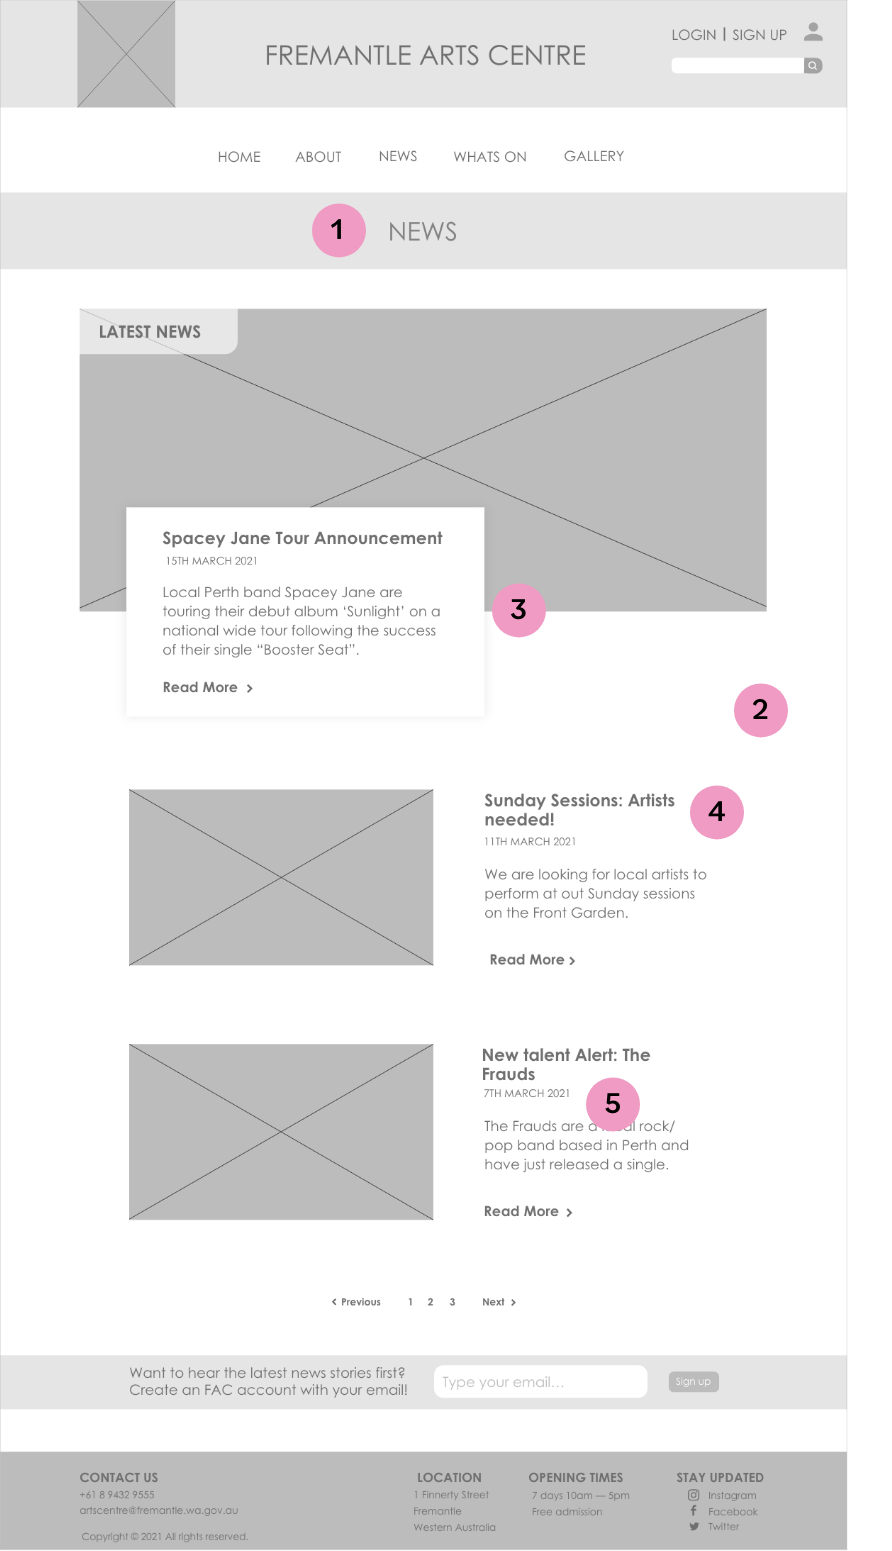 FREMANTLE ARTS CENTRE
LOGIN | SIGN UP
HOME ABOUT NEWS WHATS ON GALLERY
1
NEWS
LATEST NEWS
Spacey Jane Tour Announcement
15TH MARCH 2021
Local Perth band Spacey Jane are
touring their debut album ‘Sunlight’ on a
national wide tour following the success
of their single “Booster Seat”.
Read More >
3
2
Sunday Sessions: Artists
needed!
4
11TH MARCH 2021
We are looking for local artists to
perform at out Sunday sessions
on the Front Garden.
Read More >
New talent Alert: The
Frauds
7TH MARCH 2021
5
The Frauds are a rock/
pop band based in Perth and
have just released a single.
Read More >
< Previous 1 2 3 Next >
Want to hear the latest news stories first?
Create an FAC account with your email!
Type your email...
Sign up
CONTACT US
+61 8 9432 9555
artscentre@fremantle.wa.gov.au
Copyright © 2021 All rights reserved.
LOCATION
1 Finnerty Street
Fremantle
Western Australia
OPENING TIMES
7 days 10am — 5pm
Free admission
STAY UPDATED
Instagram
Facebook
Twitter